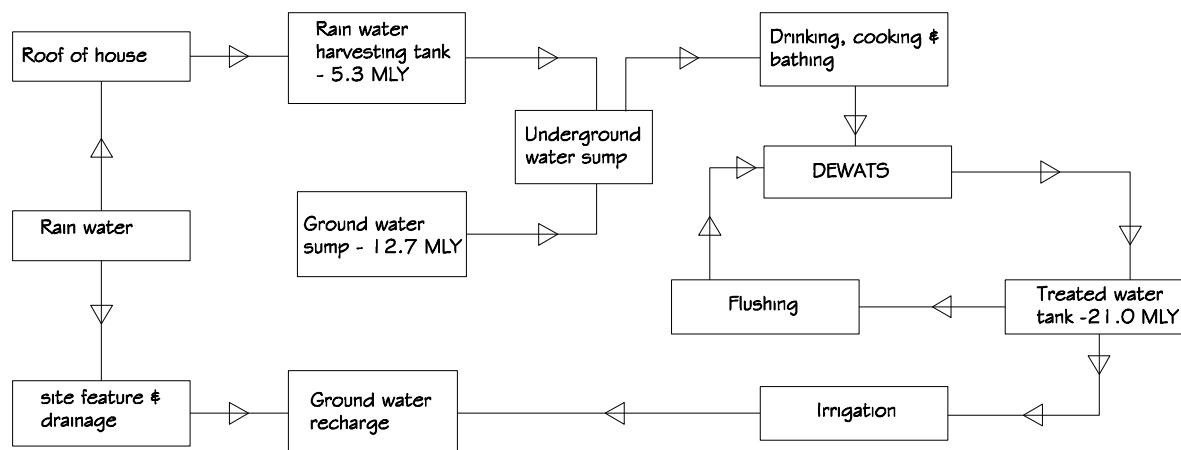 Roof of house
Rain water
harvesting tank
- 5.3 MLY
Drinking, cooking &
bathing
Underground
water sump
DEWATS
Rain water
Ground water
sump - 12.7 MLY
Flushing
Treated water
tank -21.0 MLY
site feature &
drainage
Ground water
recharge
Irrigation